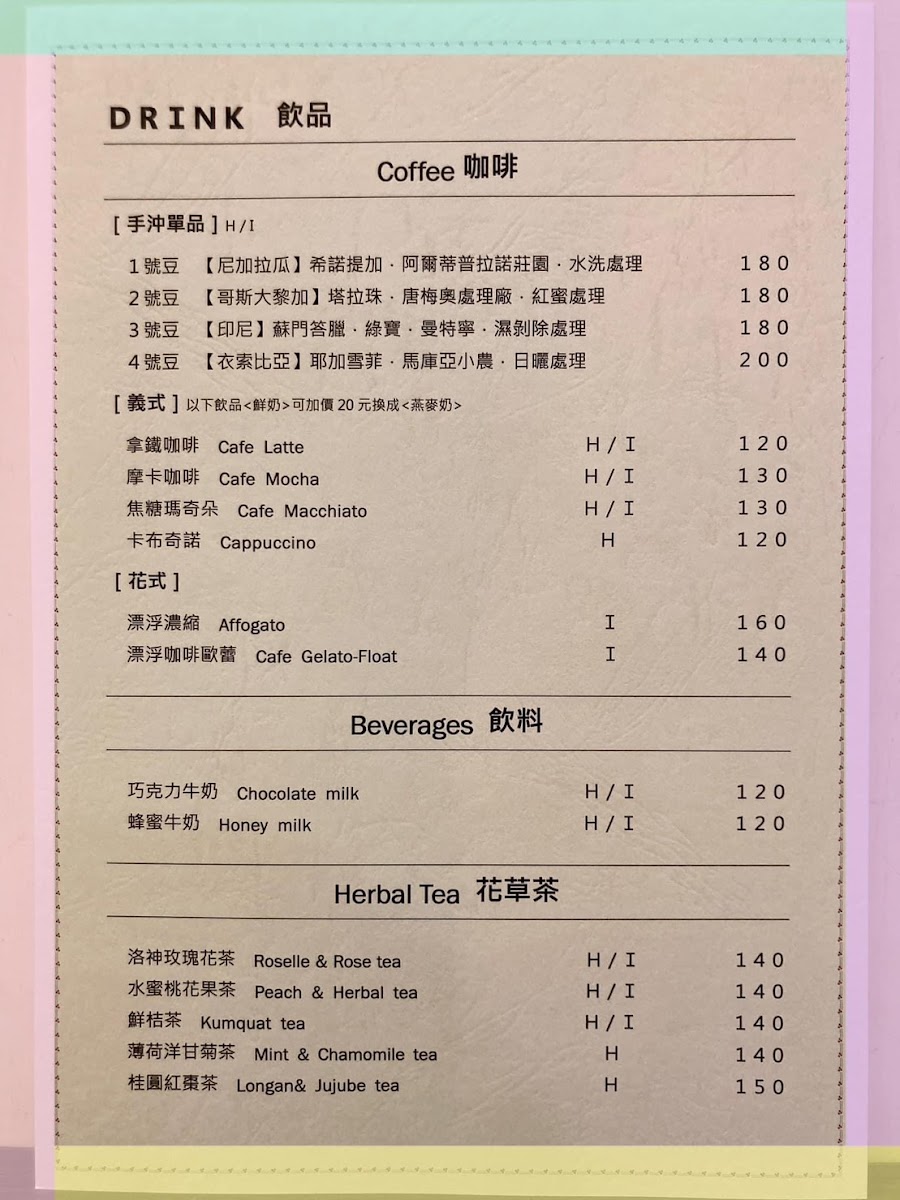 DRINK 飲品
Coffee 咖啡
[ 手沖單品 ] H / I
1號豆 【尼加拉瓜】希諾提加 · 阿爾蒂普拉諾莊園 · 水洗處理 180
2號豆 【哥斯大黎加】塔拉珠 · 唐梅奧處理廠 · 紅蜜處理 180
3號豆 【印尼】蘇門答臘 · 綠寶 · 曼特寧 · 濕剝除處理 180
4號豆 【衣索比亞】耶加雪菲 · 馬庫亞小農 · 日曬處理 200
[ 義式 ] 以下飲品<鮮奶>可加價 20 元換成<燕麥奶>
拿鐵咖啡 Cafe Latte H / I 120
摩卡咖啡 Cafe Mocha H / I 130
焦糖瑪奇朵 Cafe Macchiato H / I 130
卡布奇諾 Cappuccino H 120
[ 花式 ]
漂浮濃縮 Affogato I 160
漂浮咖啡歐蕾 Cafe Gelato-Float I 140
Beverages 飲料
巧克力牛奶 Chocolate milk H / I 120
蜂蜜牛奶 Honey milk H / I 120
Herbal Tea 花草茶
洛神玫瑰花茶 Roselle & Rose tea H / I 140
水蜜桃花果茶 Peach & Herbal tea H / I 140
鮮桔茶 Kumquat tea H / I 140
薄荷洋甘菊茶 Mint & Chamomile tea H 140
桂圓紅棗茶 Longan& Jujube tea H 150